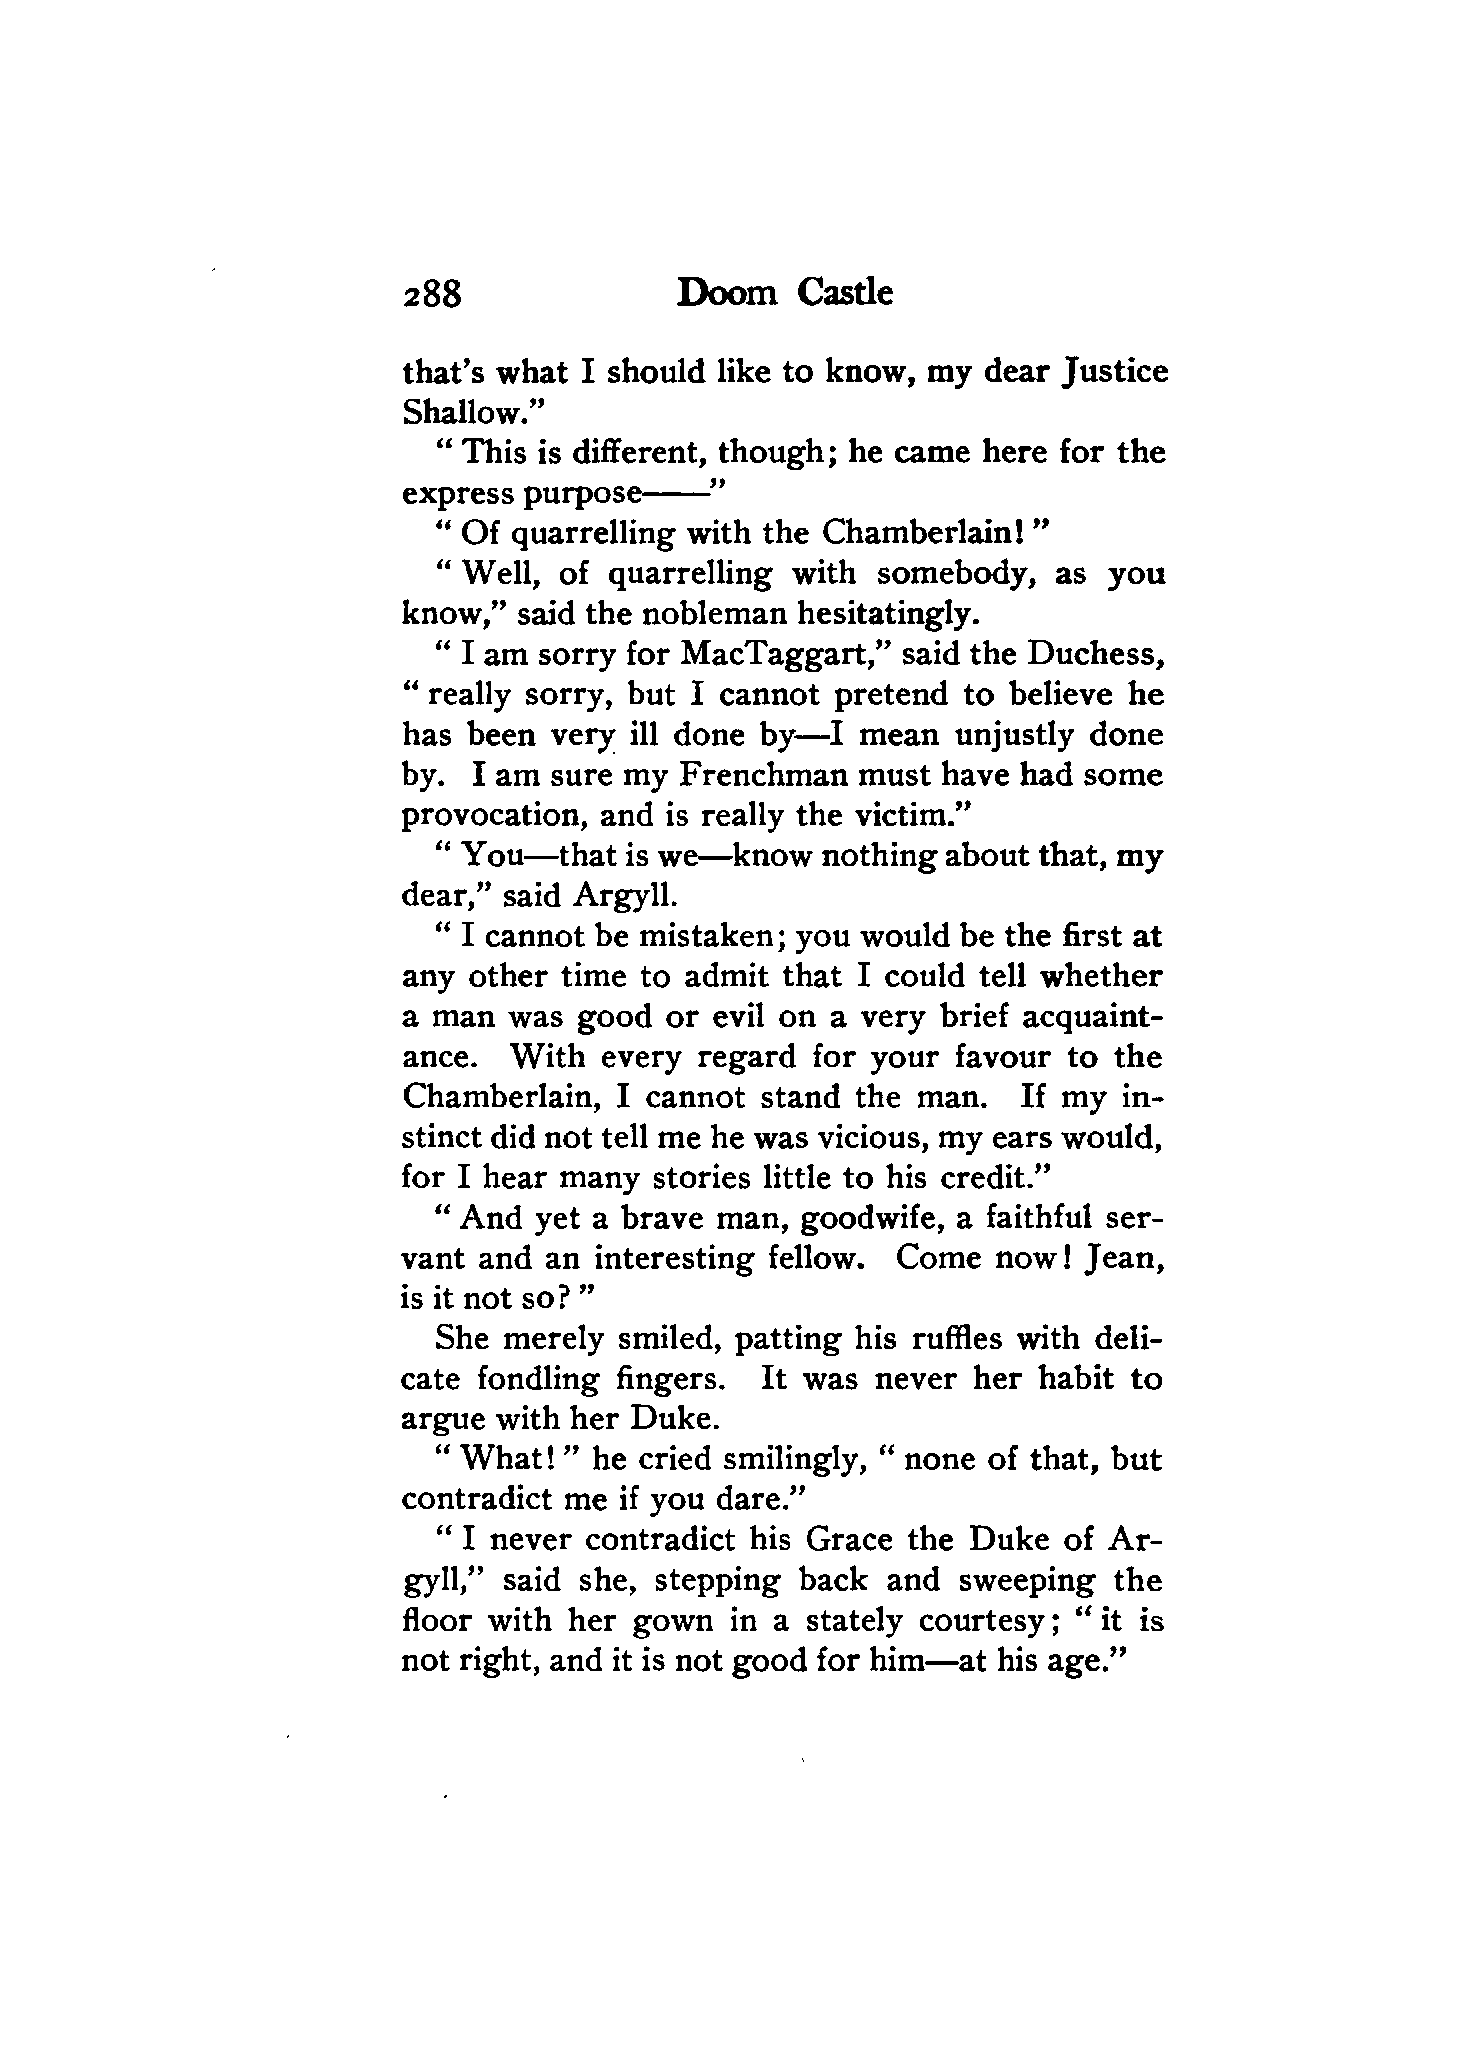 288 Doom Castle
that's what I should like to know, my dear Justice
Shallow."
" This is different, though; he came here for the
express purpose——"
" Of quarrelling with the Chamberlain! "
" Well, of quarrelling with somebody, as you
know," said the nobleman hesitatingly.
" I am sorry for MacTaggart," said the Duchess,
" really sorry, but I cannot pretend to believe he
has been very ill done by—I mean unjustly done
by. I am sure my Frenchman must have had some
provocation, and is really the victim."
" You—that is we—know nothing about that, my
dear," said Argyll.
" I cannot be mistaken; you would be the first at
any other time to admit that I could tell whether
a man was good or evil on a very brief acquaint-
ance. With every regard for your favour to the
Chamberlain, I cannot stand the man. If my in-
stinct did not tell me he was vicious, my ears would,
for I hear many stories little to his credit."
" And yet a brave man, goodwife, a faithful ser-
vant and an interesting fellow. Come now! Jean,
is it not so? "
She merely smiled, patting his ruffles with deli-
cate fondling fingers. It was never her habit to
argue with her Duke.
" What! " he cried smilingly, " none of that, but
contradict me if you dare."
" I never contradict his Grace the Duke of Ar-
gyll," said she, stepping back and sweeping the
floor with her gown in a stately courtesy; " it is
not right, and it is not good for him—at his age."